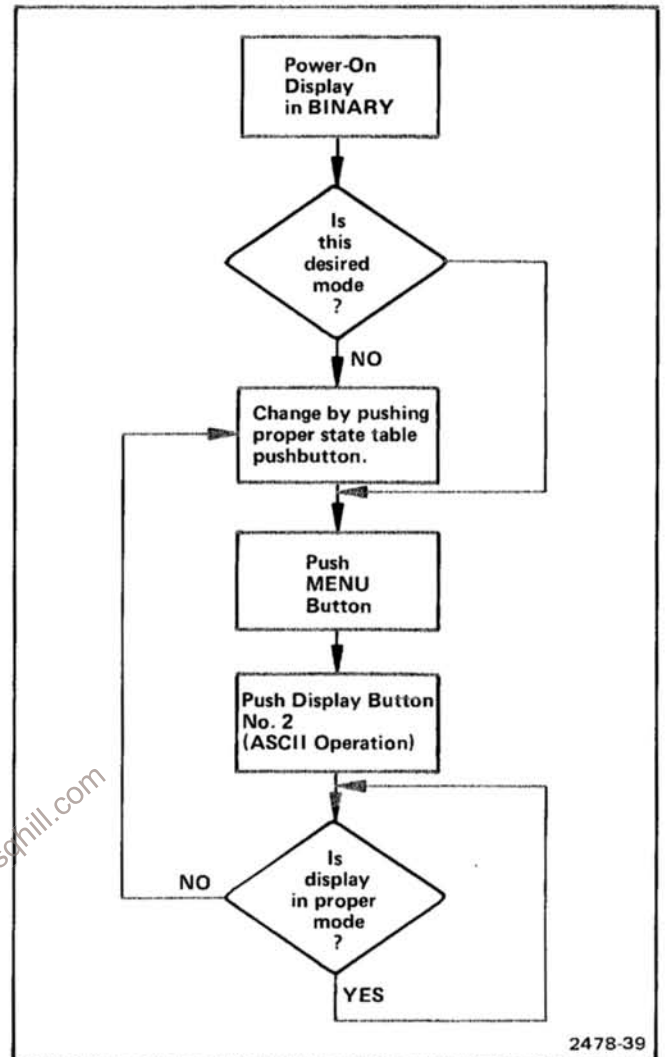 Power-On
Display
in BINARY
Is
this
desired
mode
?
NO
Change by pushing
proper state table
pushbutton.
Push
MENU
Button
Push Display Button
No. 2
(ASCII Operation)
Is
display
in proper
mode
?
NO
YES
2478-39